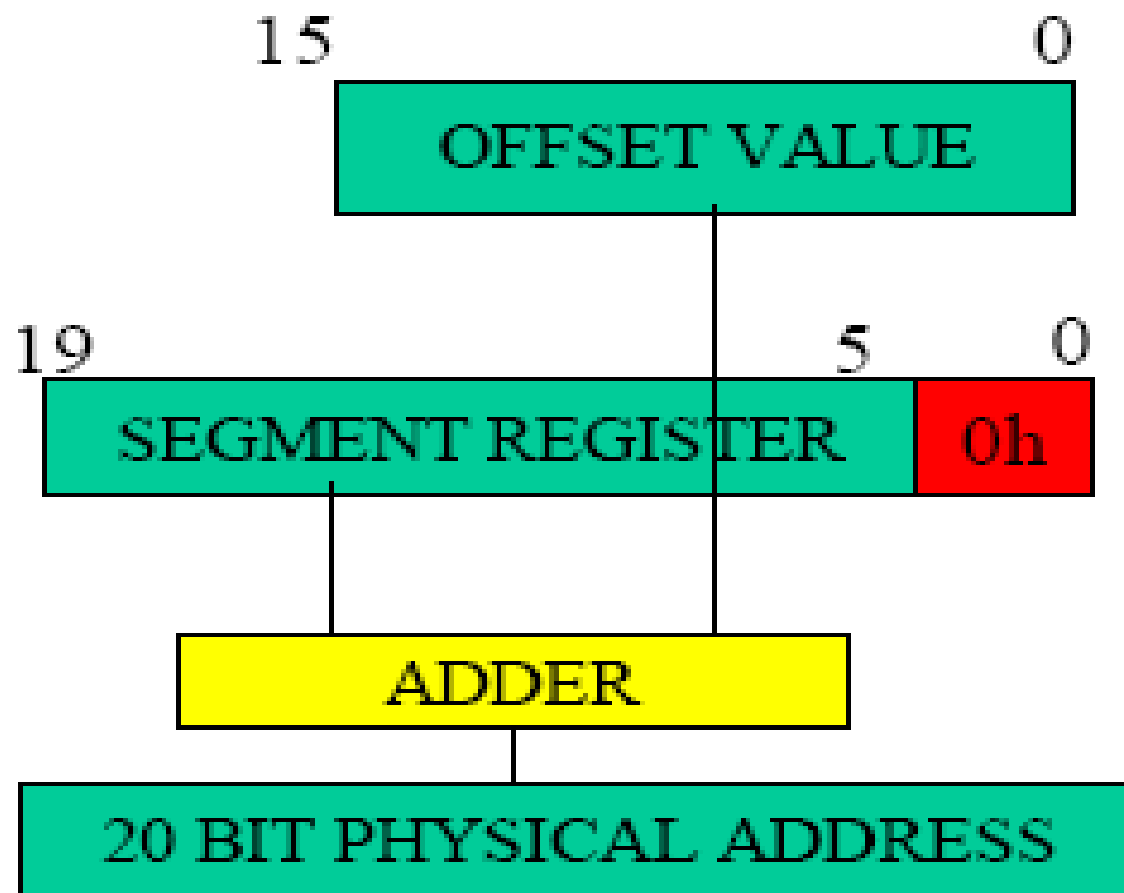 15 0
OFFSET VALUE
19 5 0
SEGMENT REGISTER 0h
ADDER
20 BIT PHYSICAL ADDRESS